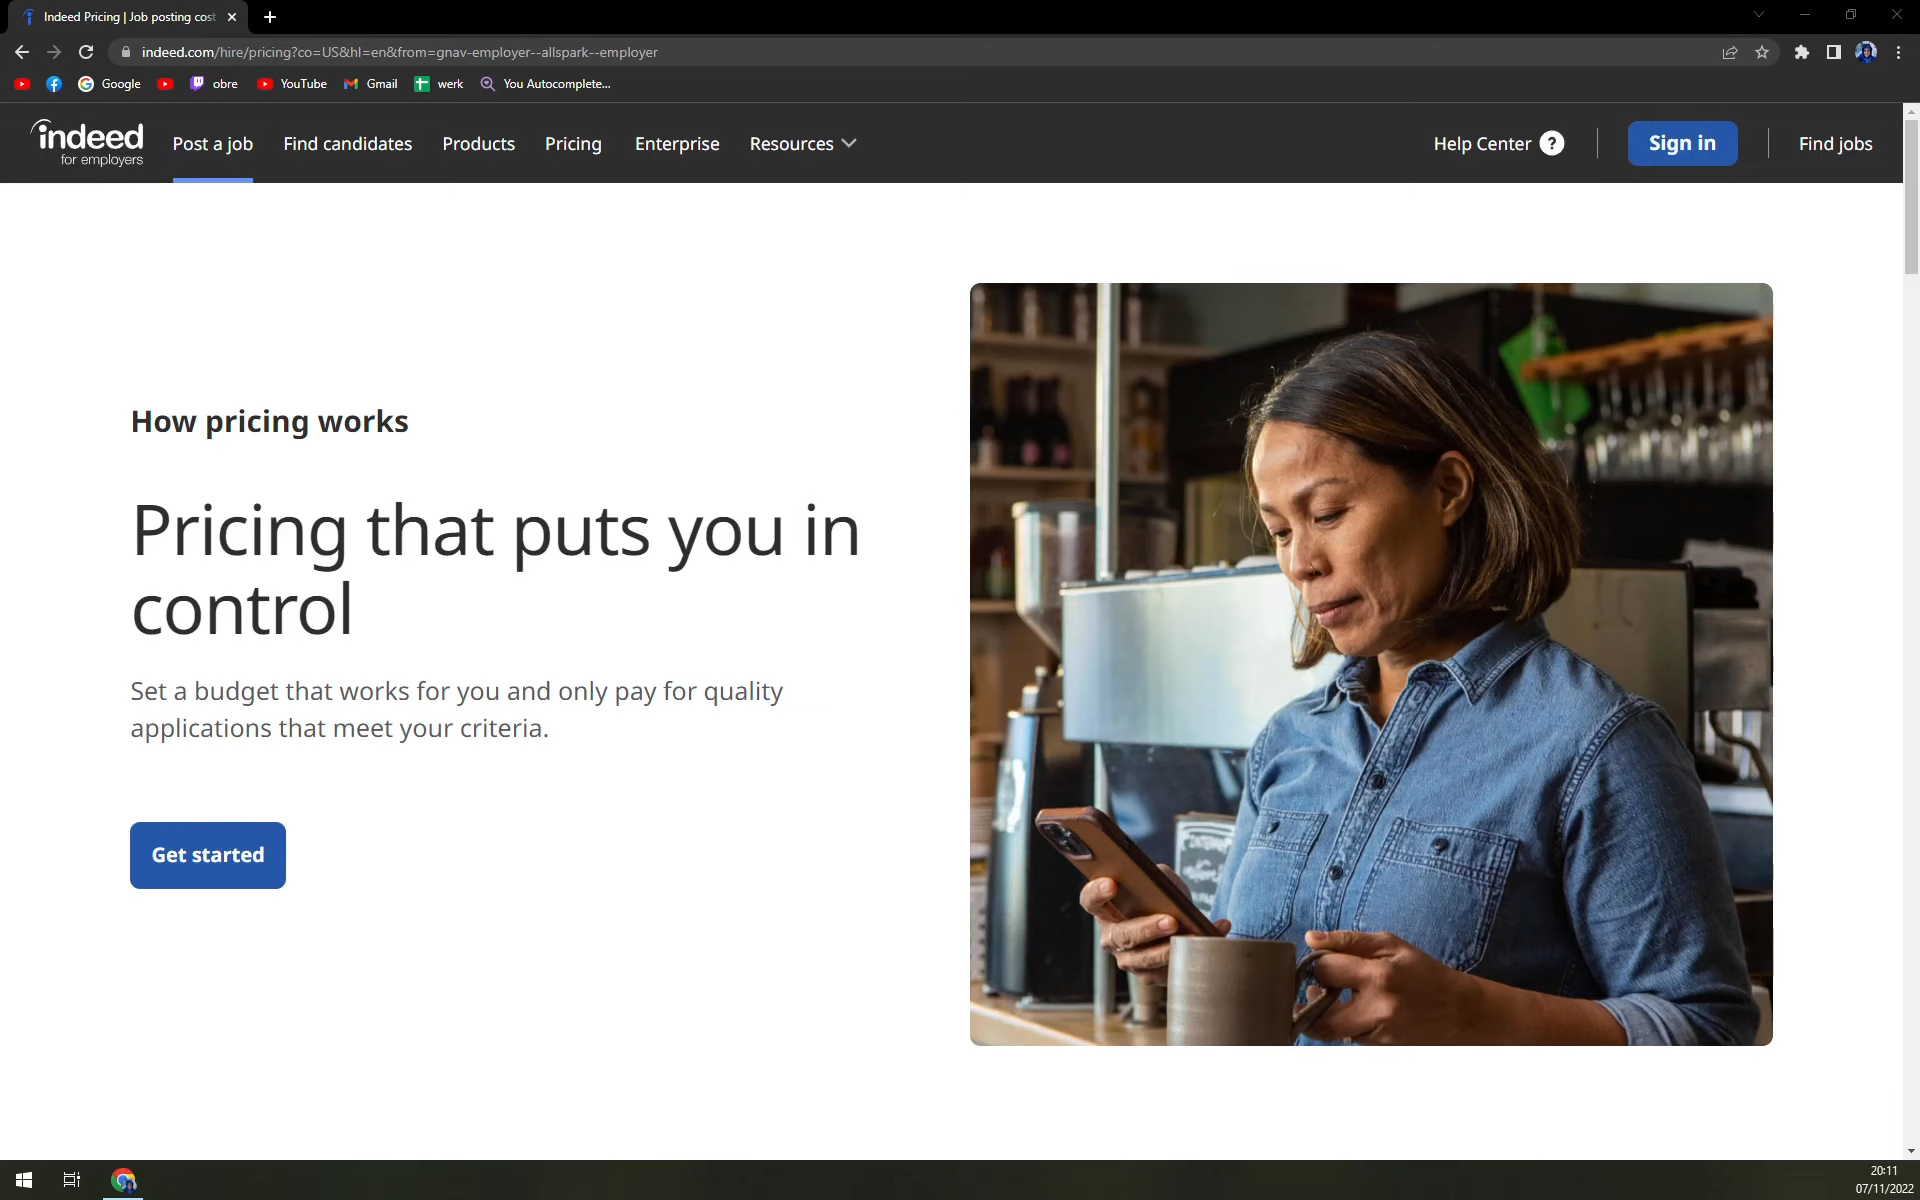 Indeed Pricing | Job posting cost
indeed.com/hire/pricing?co=US&hl=en&from=gnav-employer--allspark--employer
Google obre YouTube Gmail werk You Autocomplete...
indeed
for employers
Post a job Find candidates Products Pricing Enterprise Resources Help Center ? Sign in Find jobs
How pricing works
Pricing that puts you in
control
Set a budget that works for you and only pay for quality
applications that meet your criteria.
Get started
20:11
07/11/2022